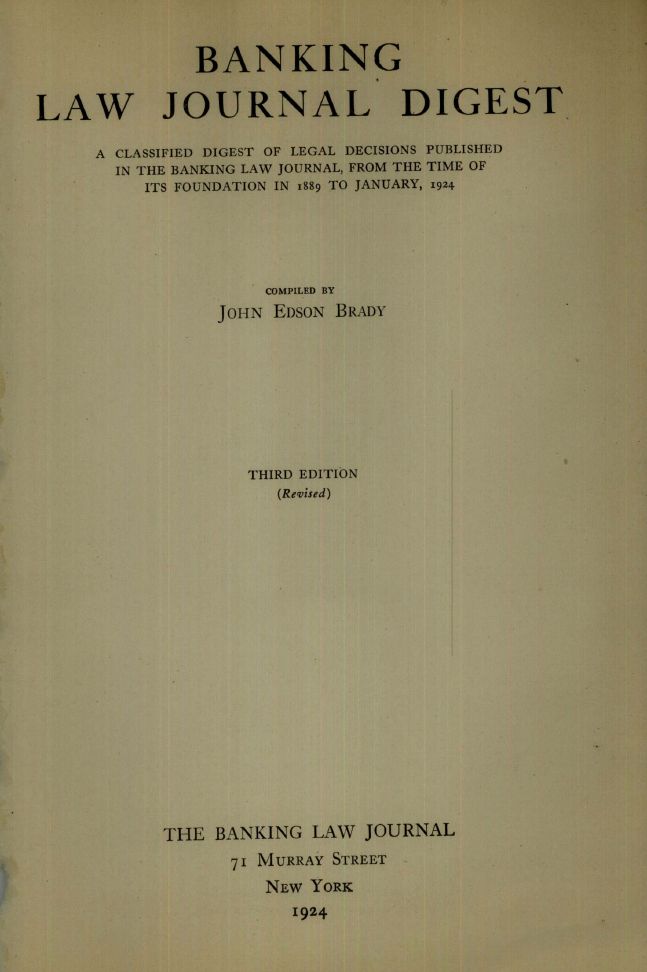 BANKING
LAW JOURNAL DIGEST
A CLASSIFIED DIGEST OF LEGAL DECISIONS PUBLISHED
IN THE BANKING LAW JOURNAL, FROM THE TIME OF
ITS FOUNDATION IN 1889 TO JANUARY, 1924
COMPILED BY
JOHN EDSON BRADY
THIRD EDITION
(Revised)
THE BANKING LAW JOURNAL
71 MURRAY STREET
NEW YORK
1924